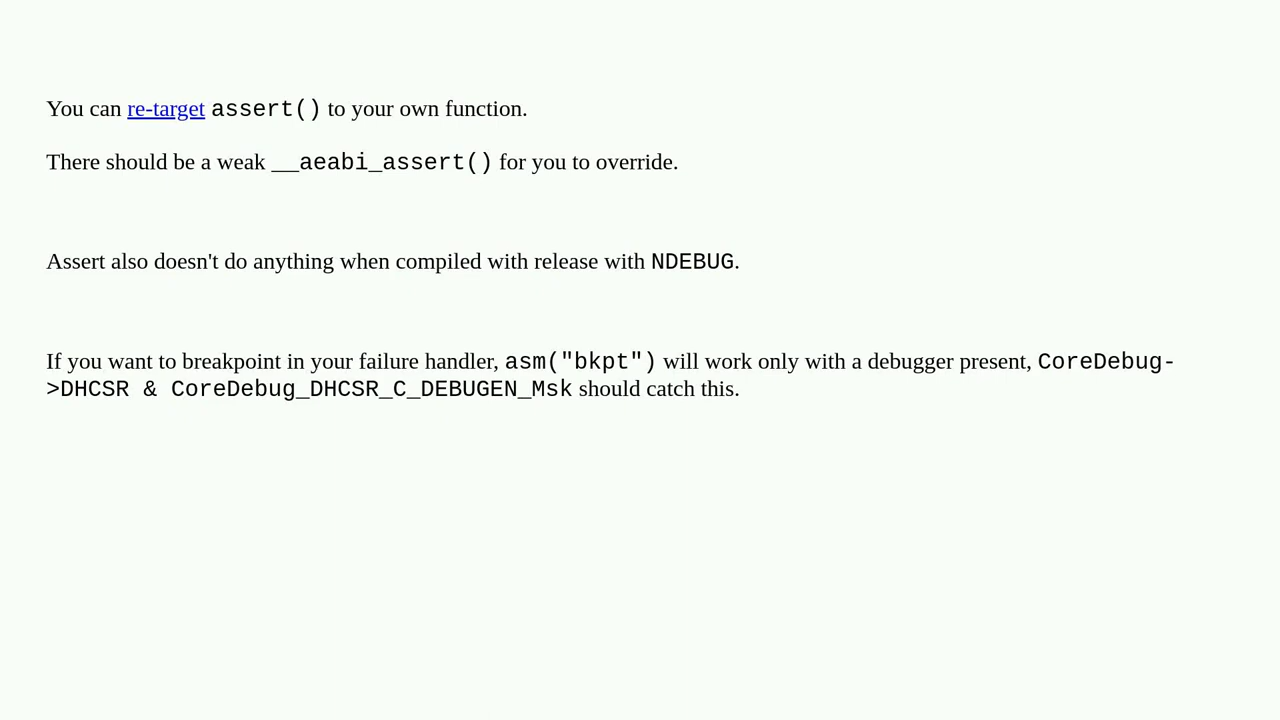 You can re-target assert() to your own function.
There should be a weak __aeabi_assert() for you to override.
Assert also doesn't do anything when compiled with release with NDEBUG.
If you want to breakpoint in your failure handler, asm("bkpt") will work only with a debugger present, CoreDebug-
>DHCSR & CoreDebug_DHCSR_C_DEBUGEN_Msk should catch this.